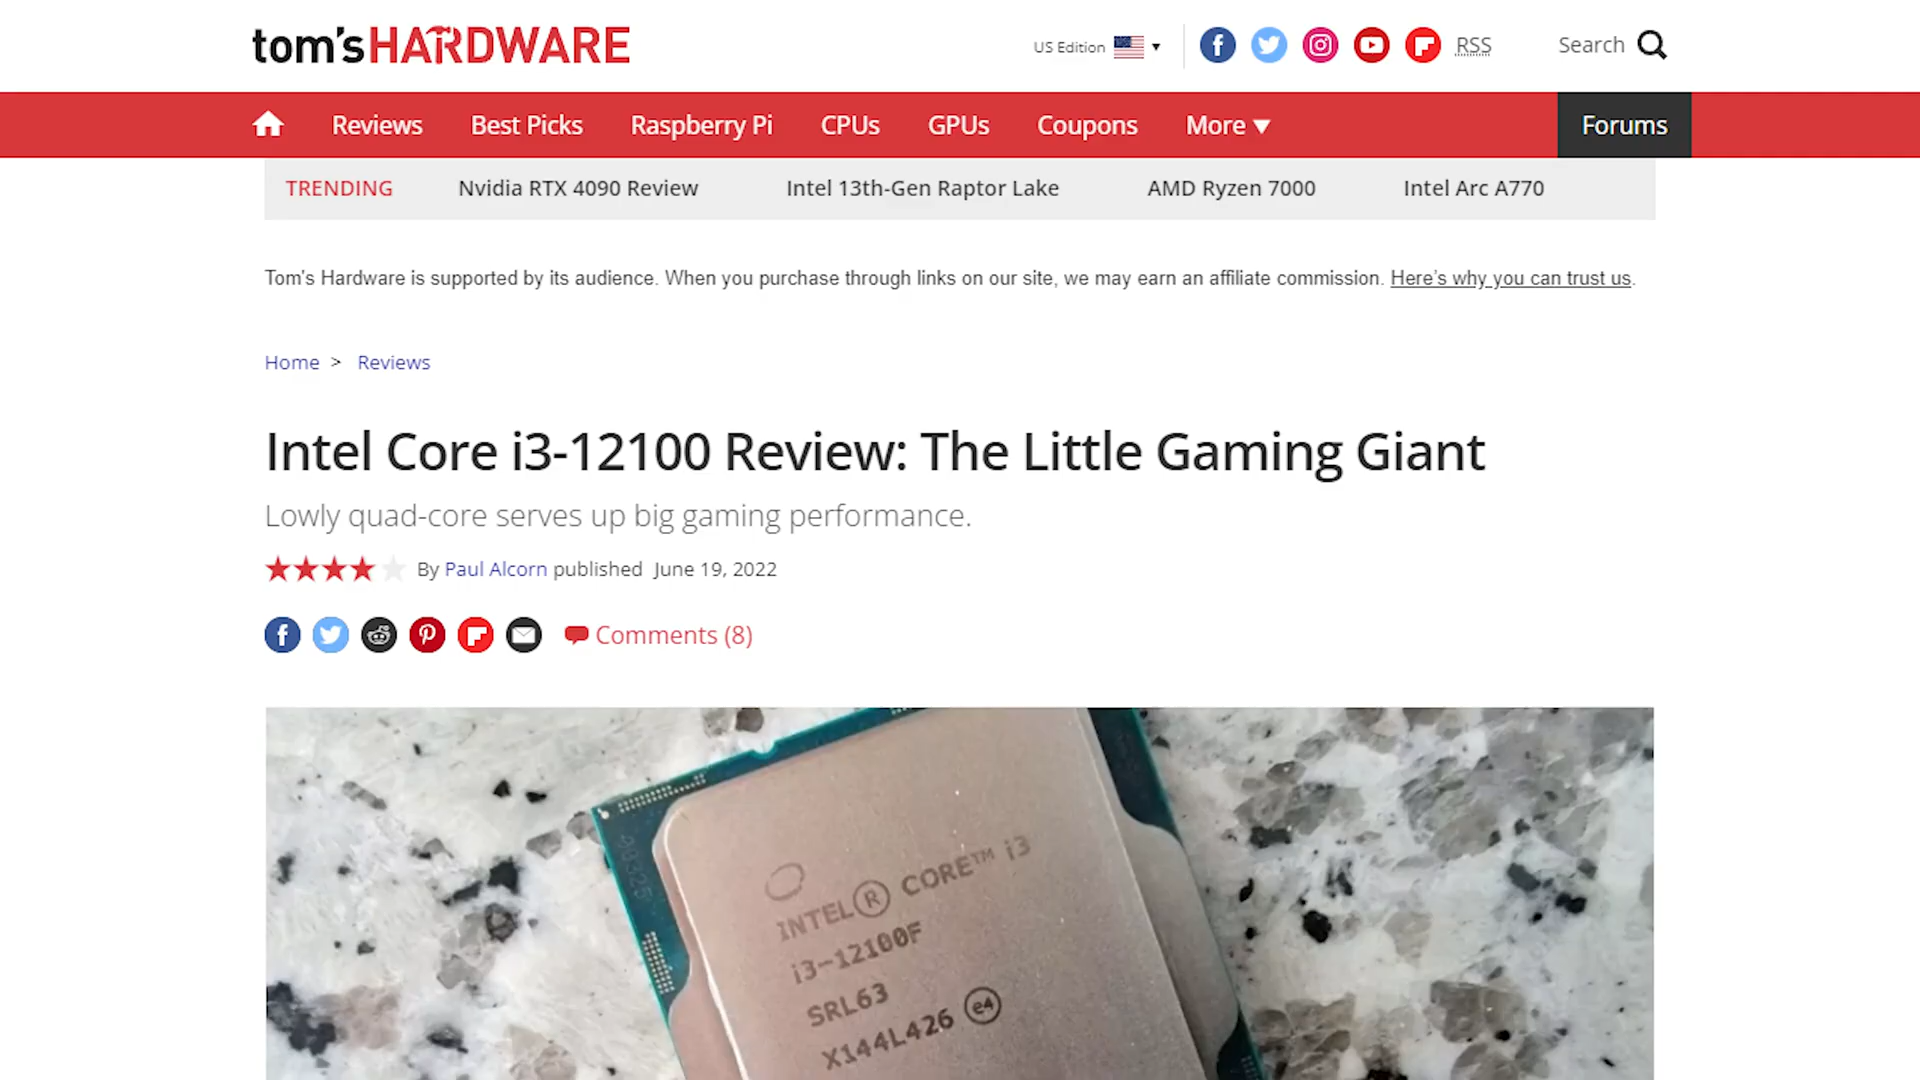 tom'sHARDWARE
US Edition
RSS
Search
Reviews Best Picks Raspberry Pi CPUs GPUs Coupons More Forums
TRENDING Nvidia RTX 4090 Review Intel 13th-Gen Raptor Lake AMD Ryzen 7000 Intel Arc A770
Tom's Hardware is supported by its audience. When you purchase through links on our site, we may earn an affiliate commission. Here's why you can trust us.
Home > Reviews
Intel Core i3-12100 Review: The Little Gaming Giant
Lowly quad-core serves up big gaming performance.
By Paul Alcorn published June 19, 2022
Comments (8)
INTEL® CORE™ i3
i3-12100F
SRL63
X144L426 e4